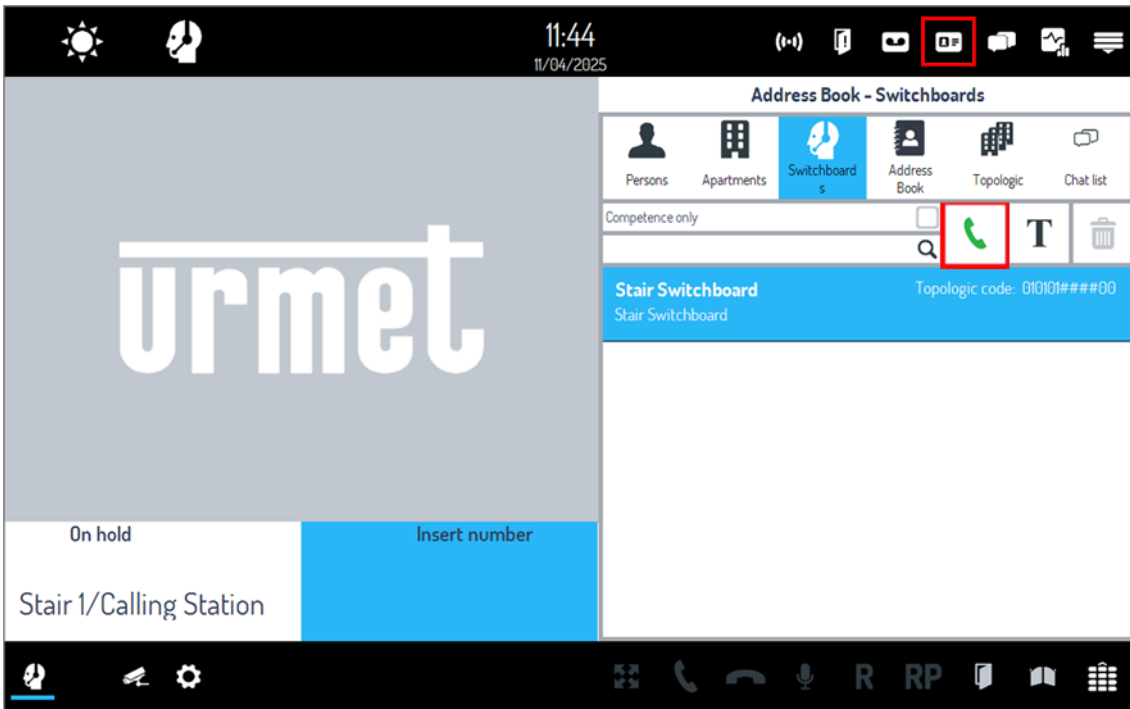 11:44
11/04/2025
Address Book - Switchboards
Persons
Apartments
Switchboard
s
Address
Book
Topologic
Chat list
Competence only
T
Stair Switchboard
Topologic code: 010101####00
Stair Switchboard
urmet
On hold
Insert number
Stair 1/Calling Station
R
RP